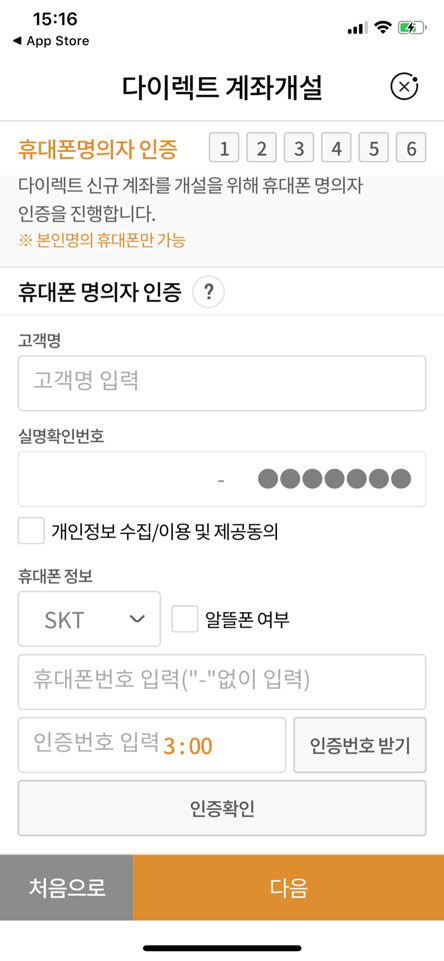 15:16
◀ App Store
다이렉트 계좌개설
휴대폰명의자 인증 1 2 3 4 5 6
다이렉트 신규 계좌를 개설을 위해 휴대폰 명의자
인증을 진행합니다.
※ 본인명의 휴대폰만 가능
휴대폰 명의자 인증 ?
고객명
고객명 입력
실명확인번호
- ●●●●●●●
개인정보 수집/이용 및 제공동의
휴대폰 정보
SKT 알뜰폰 여부
휴대폰번호 입력("-"없이 입력)
인증번호 입력 3:00 인증번호 받기
인증확인
처음으로 다음